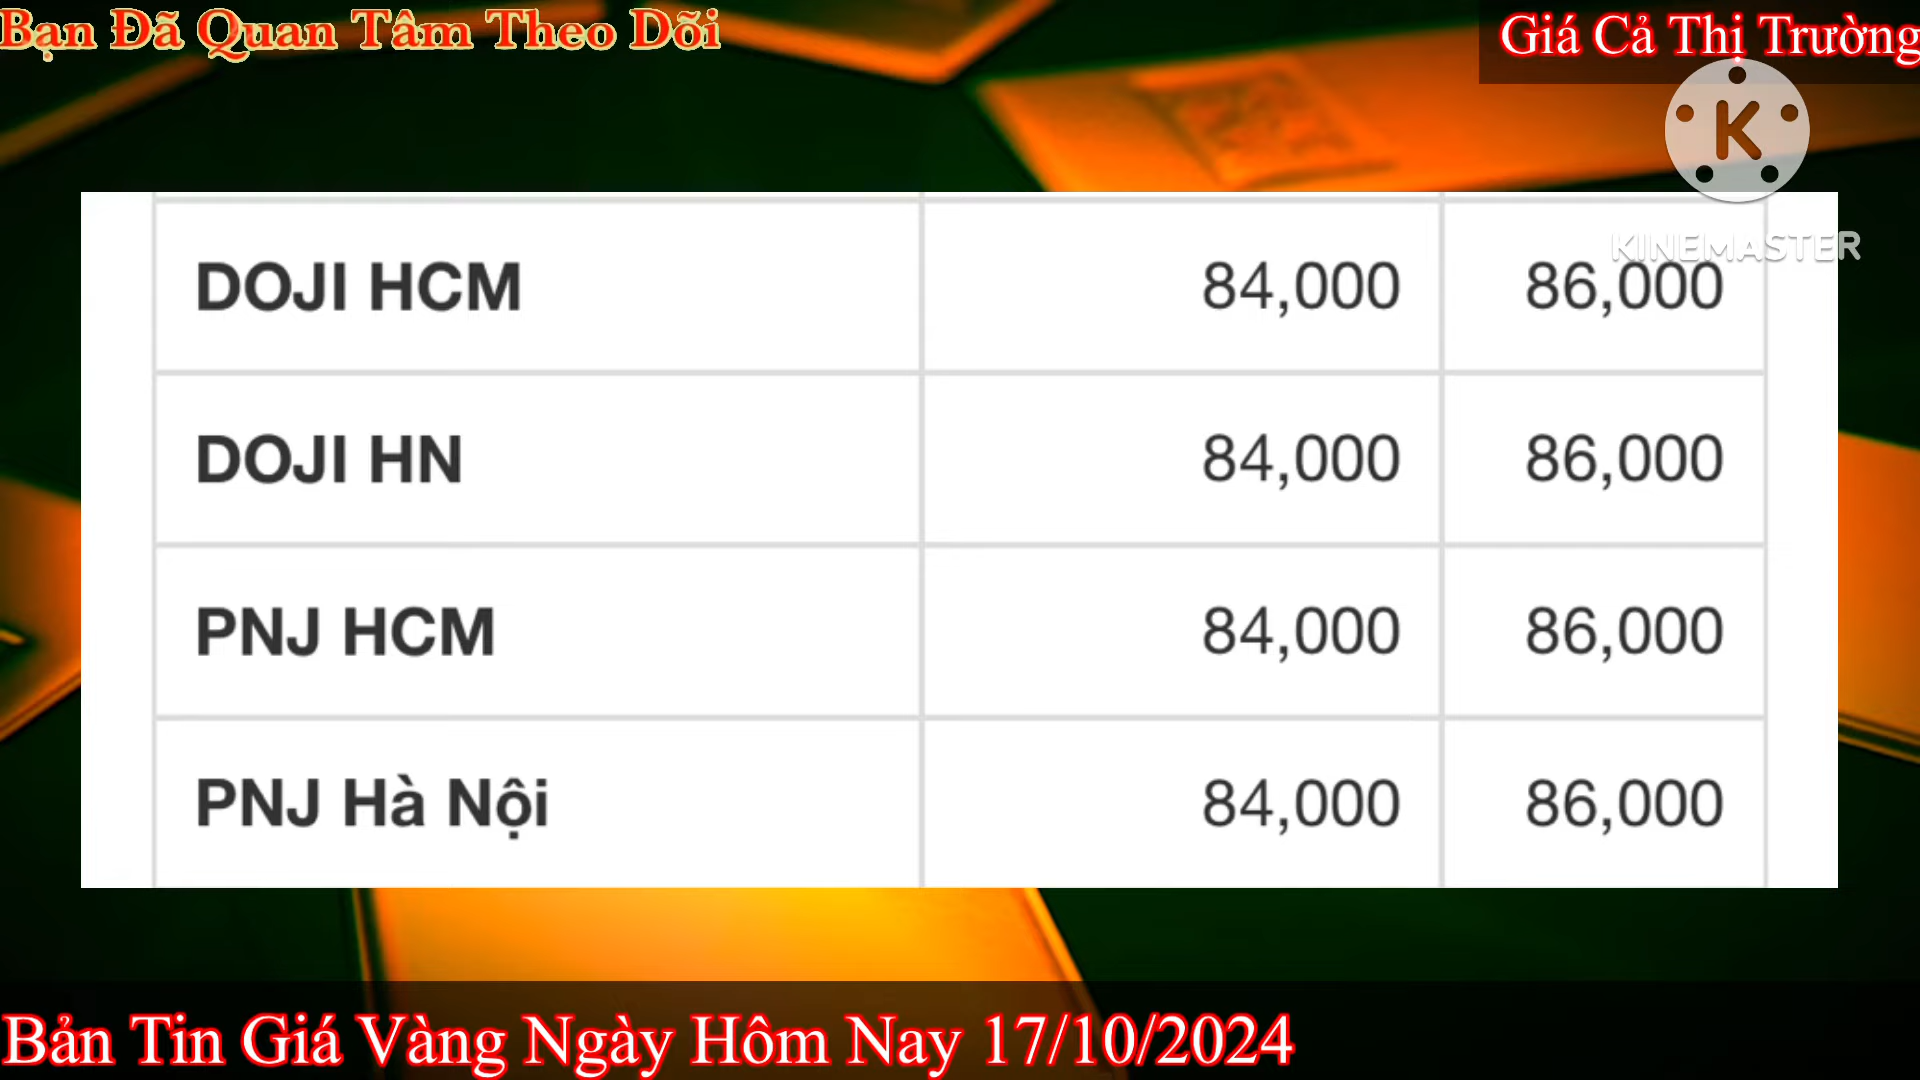 Bạn Đã Quan Tâm Theo Dõi
Giá Cả Thị Trường
K
KINEMASTER
DOJI HCM 84,000 86,000
DOJI HN 84,000 86,000
PNJ HCM 84,000 86,000
PNJ Hà Nội 84,000 86,000
Bản Tin Giá Vàng Ngày Hôm Nay 17/10/2024